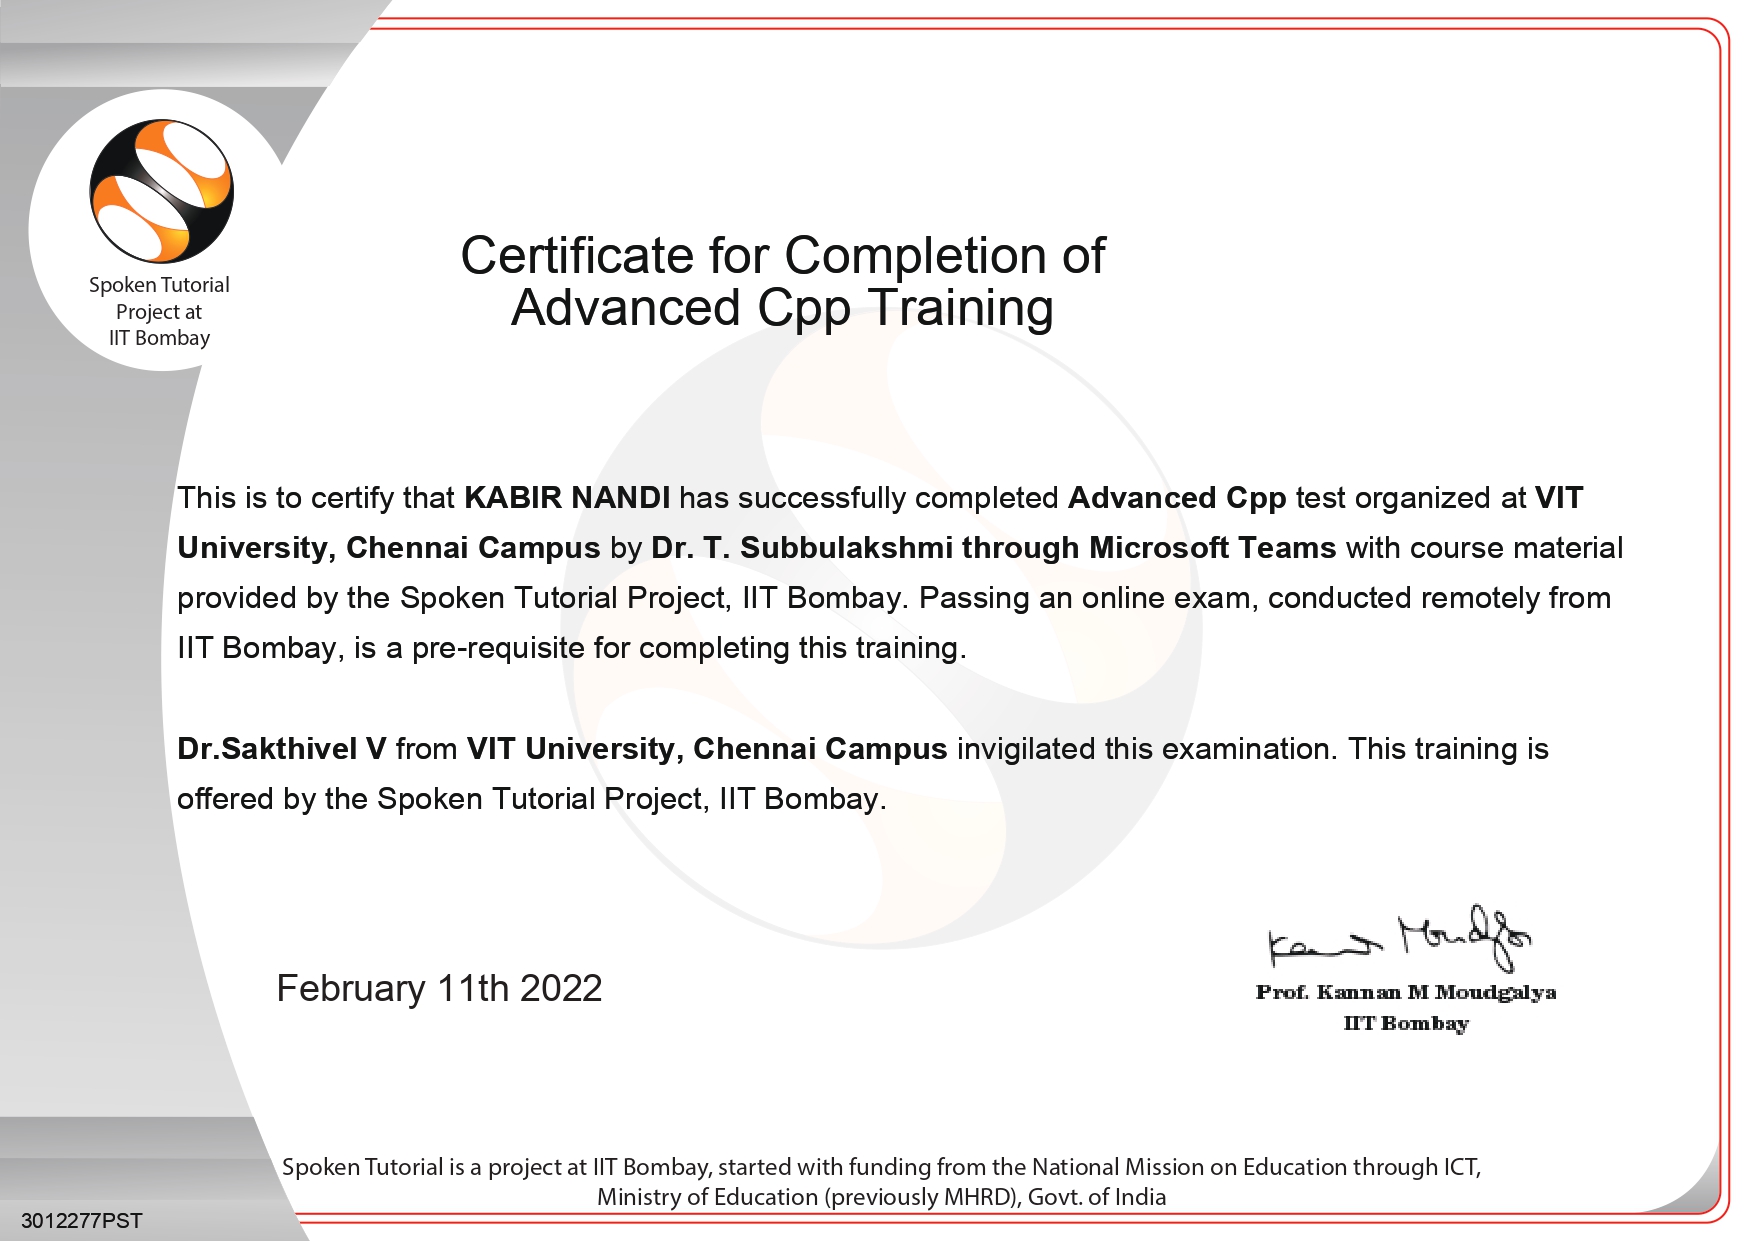 Spoken Tutorial
Project at
IIT Bombay
Certificate for Completion of
Advanced Cpp Training
This is to certify that KABIR NANDI has successfully completed Advanced Cpp test organized at VIT
University, Chennai Campus by Dr. T. Subbulakshmi through Microsoft Teams with course material
provided by the Spoken Tutorial Project, IIT Bombay. Passing an online exam, conducted remotely from
IIT Bombay, is a pre-requisite for completing this training.
Dr.Sakthivel V from VIT University, Chennai Campus invigilated this examination. This training is
offered by the Spoken Tutorial Project, IIT Bombay.
February 11th 2022
Kannan Moudgalya
Prof. Kannan M Moudgalya
IIT Bombay
Spoken Tutorial is a project at IIT Bombay, started with funding from the National Mission on Education through ICT,
Ministry of Education (previously MHRD), Govt. of India
3012277PST